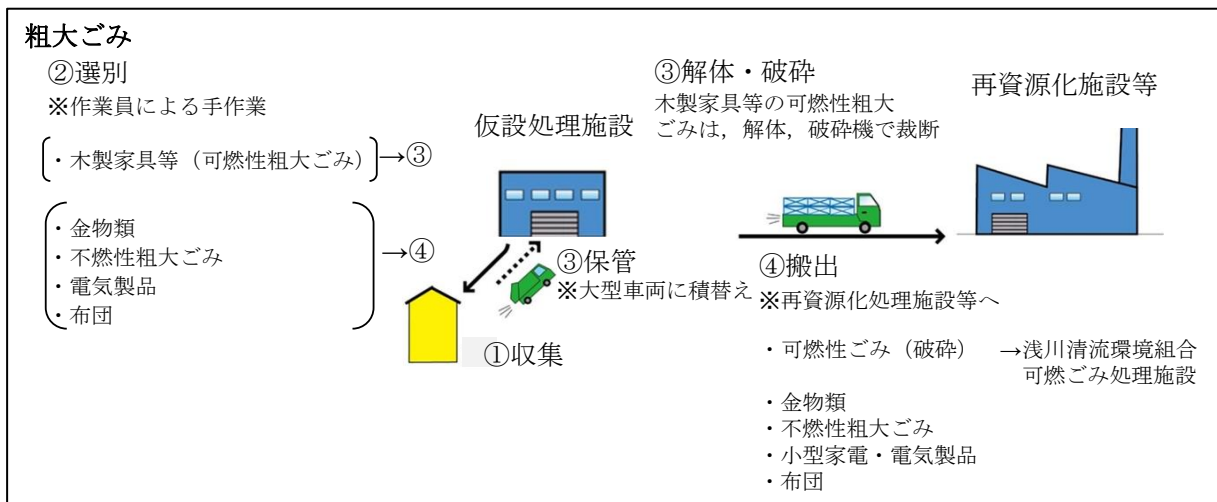 粗大ごみ
②選別
※作業員による手作業
・木製家具等（可燃性粗大ごみ）→③
・金物類
・不燃性粗大ごみ
・電気製品
・布団
→④
仮設処理施設
③保管
※大型車両に積替え
①収集
③解体・破砕
木製家具等の可燃性粗大
ごみは，解体，破砕機で裁断
再資源化施設等
④搬出
※再資源化処理施設等へ
・可燃性ごみ（破砕）　→浅川清流環境組合
可燃ごみ処理施設
・金物類
・不燃性粗大ごみ
・小型家電・電気製品
・布団